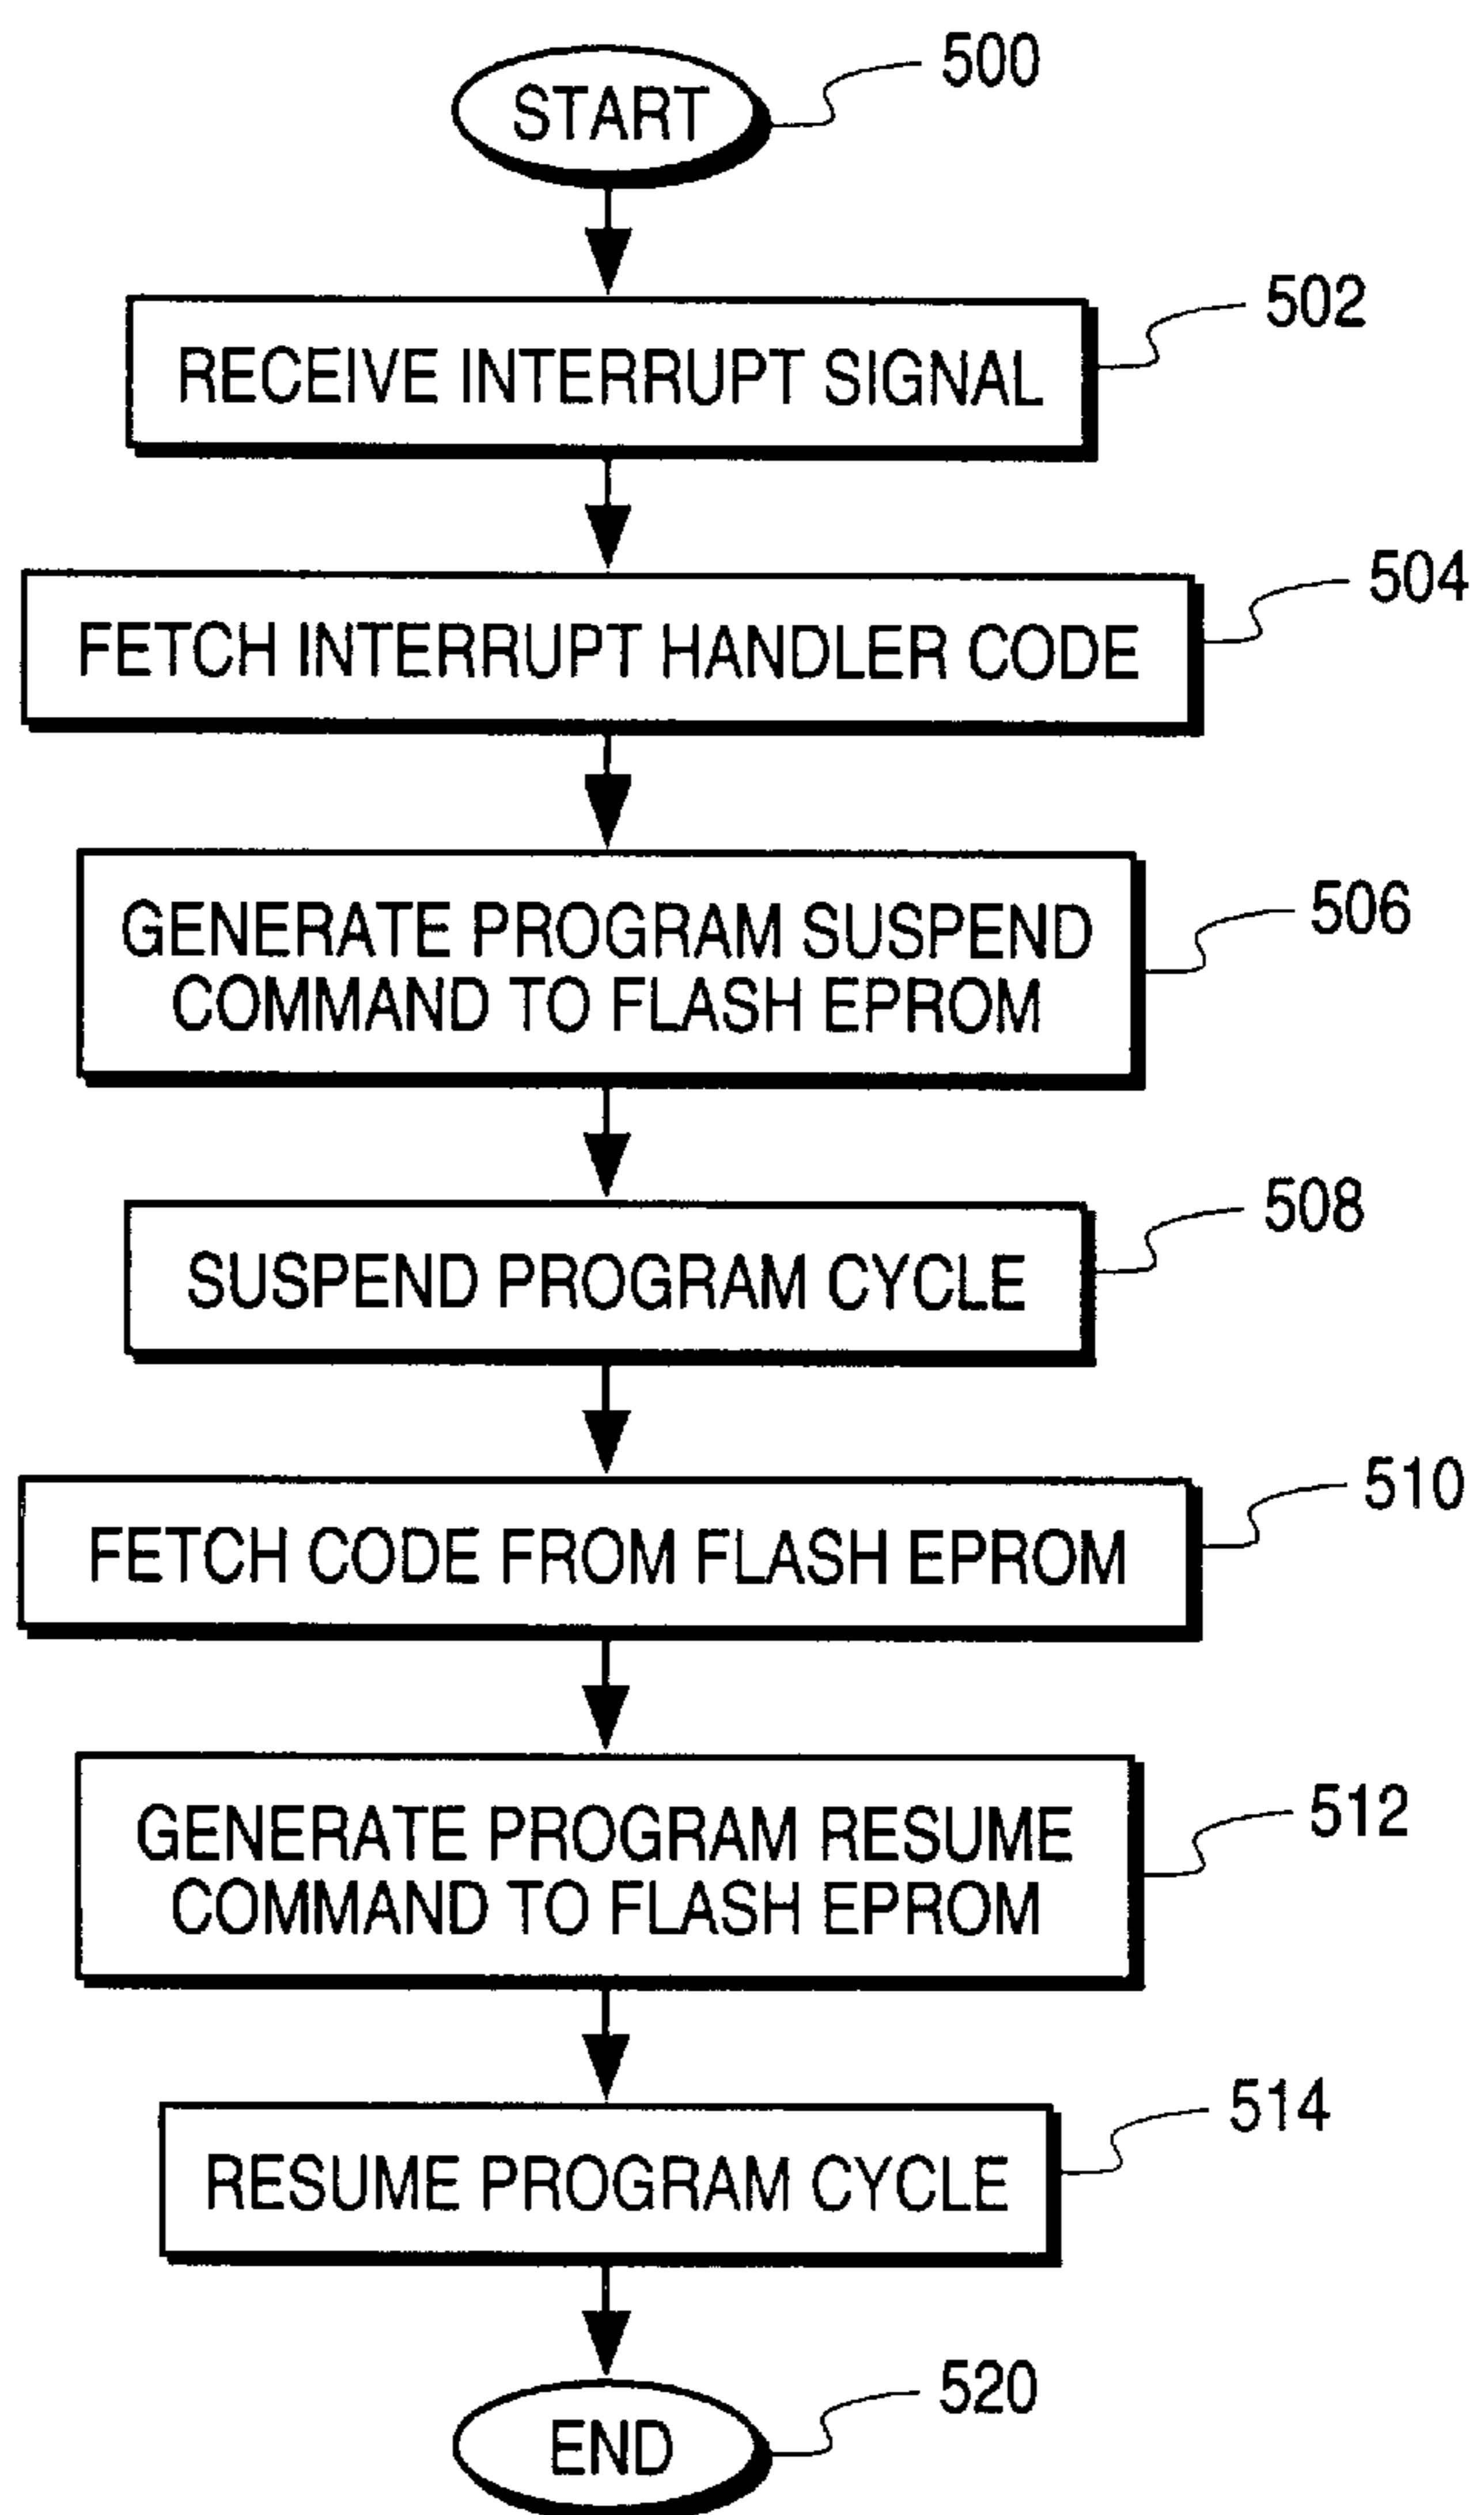 START
500
RECEIVE INTERRUPT SIGNAL
502
FETCH INTERRUPT HANDLER CODE
504
GENERATE PROGRAM SUSPEND
COMMAND TO FLASH EPROM
506
SUSPEND PROGRAM CYCLE
508
FETCH CODE FROM FLASH EPROM
510
GENERATE PROGRAM RESUME
COMMAND TO FLASH EPROM
512
RESUME PROGRAM CYCLE
514
END
520